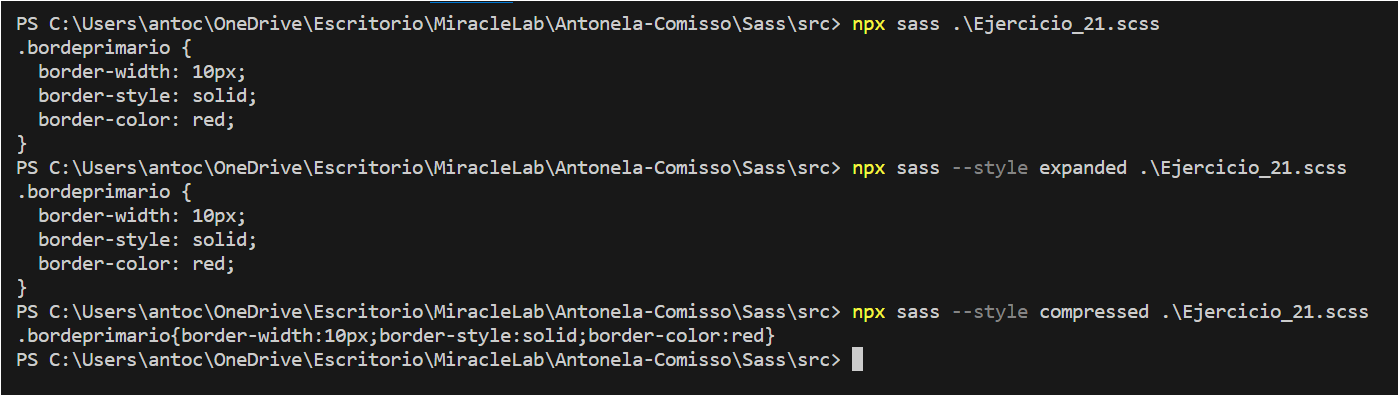 PS C:\Users\antoc\OneDrive\Escritorio\MiracleLab\Antonela-Comisso\Sass\src> npx sass .\Ejercicio_21.scss
.bordeprimario {
  border-width: 10px;
  border-style: solid;
  border-color: red;
}
PS C:\Users\antoc\OneDrive\Escritorio\MiracleLab\Antonela-Comisso\Sass\src> npx sass --style expanded .\Ejercicio_21.scss
.bordeprimario {
  border-width: 10px;
  border-style: solid;
  border-color: red;
}
PS C:\Users\antoc\OneDrive\Escritorio\MiracleLab\Antonela-Comisso\Sass\src> npx sass --style compressed .\Ejercicio_21.scss
.bordeprimario{border-width:10px;border-style:solid;border-color:red}
PS C:\Users\antoc\OneDrive\Escritorio\MiracleLab\Antonela-Comisso\Sass\src>